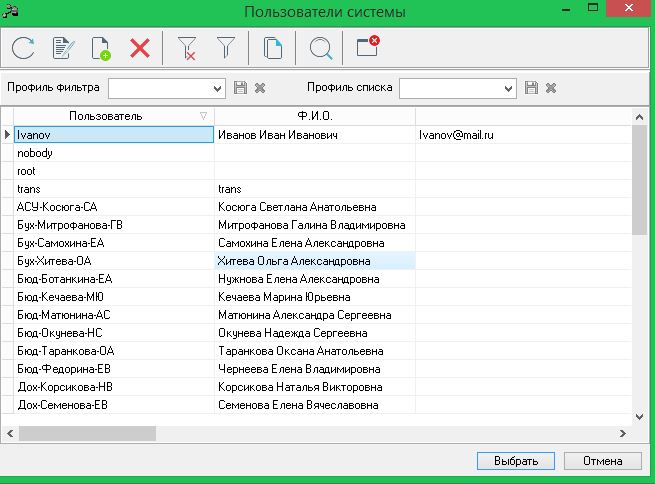 Пользователи системы
Профиль фильтра Профиль списка
Пользователь Ф.И.О.
Ivanov Иванов Иван Иванович Ivanov@mail.ru
nobody
root
trans trans
АСУ-Косюга-СА Косюга Светлана Анатольевна
Бух-Митрофанова-ГВ Митрофанова Галина Владимировна
Бух-Самохина-ЕА Самохина Елена Александровна
Бух-Хитева-ОА Хитева Ольга Александровна
Бюд-Ботанкина-ЕА Нужнова Елена Александровна
Бюд-Кечаева-МЮ Кечаева Марина Юрьевна
Бюд-Матюнина-АС Матюнина Александра Сергеевна
Бюд-Окунева-НС Окунева Надежда Сергеевна
Бюд-Таранкова-ОА Таранкова Оксана Анатольевна
Бюд-Федорина-ЕВ Чернеева Елена Владимировна
Дох-Корсикова-НВ Корсикова Наталья Викторовна
Дох-Семенова-ЕВ Семенова Елена Вячеславовна
Выбрать Отмена